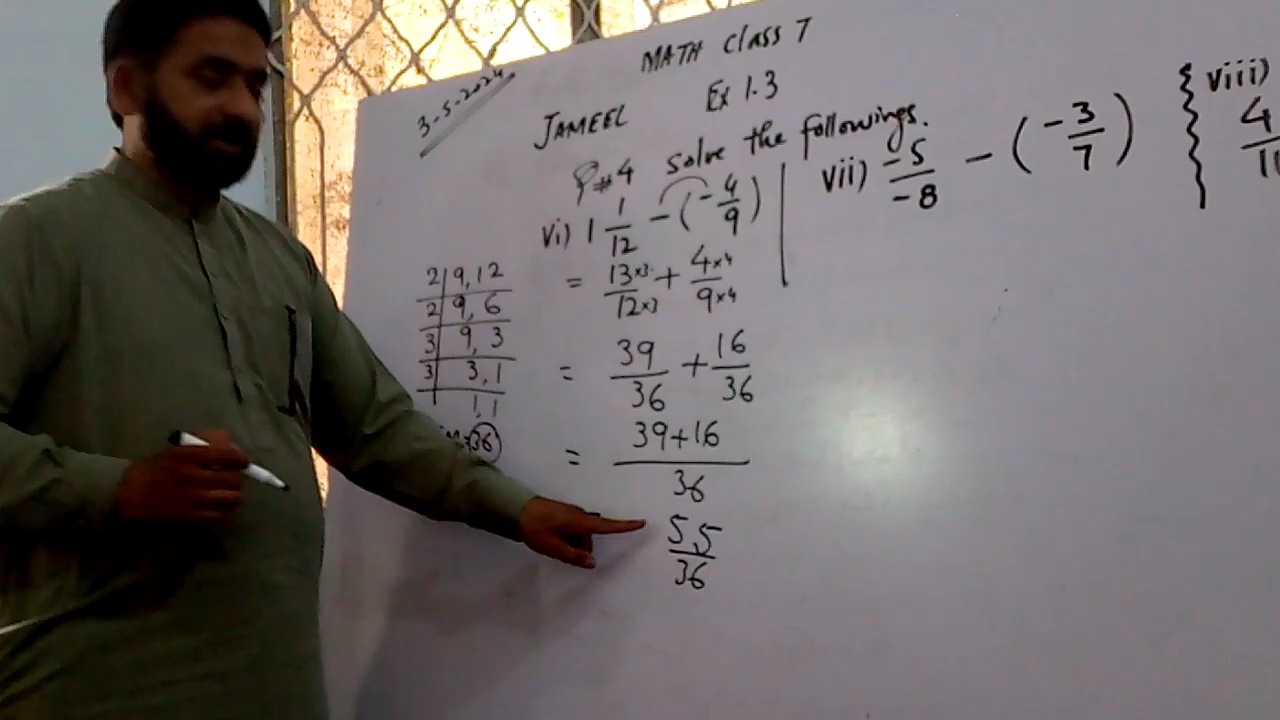 3-5-2024
MATH Class 7
JAMEEL Ex 1.3
Q#4 Solve the followings.
vi) 1 1/12 - (- 4/9)
= 13×3/12×3 + 4×4/9×4
= 39/36 + 16/36
= 39+16/36
55/36
2|9,12
2|9,6
3|9,3
3|3,1
|1,1
36
vii) -5/-8 - (- 3/7)
viii)
4